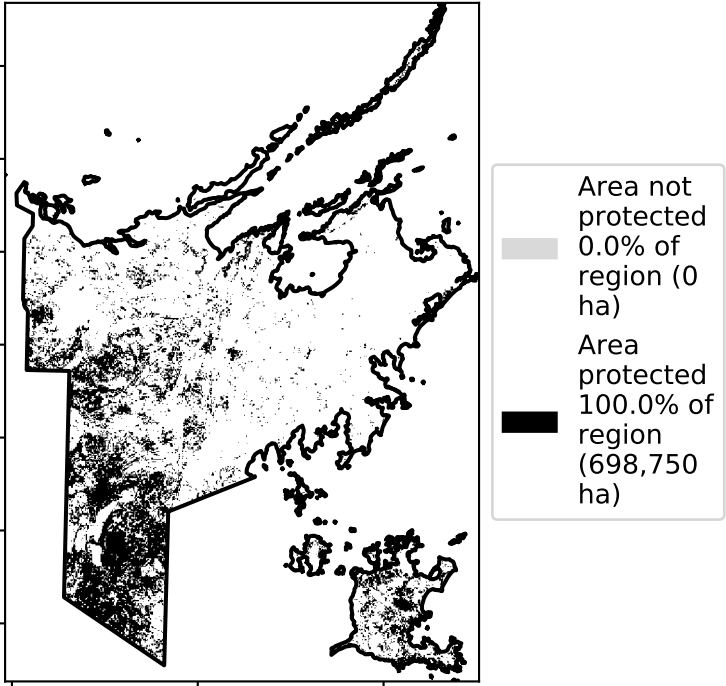 Area not
protected
0.0% of
region (0
ha)
Area
protected
100.0% of
region
(698,750
ha)